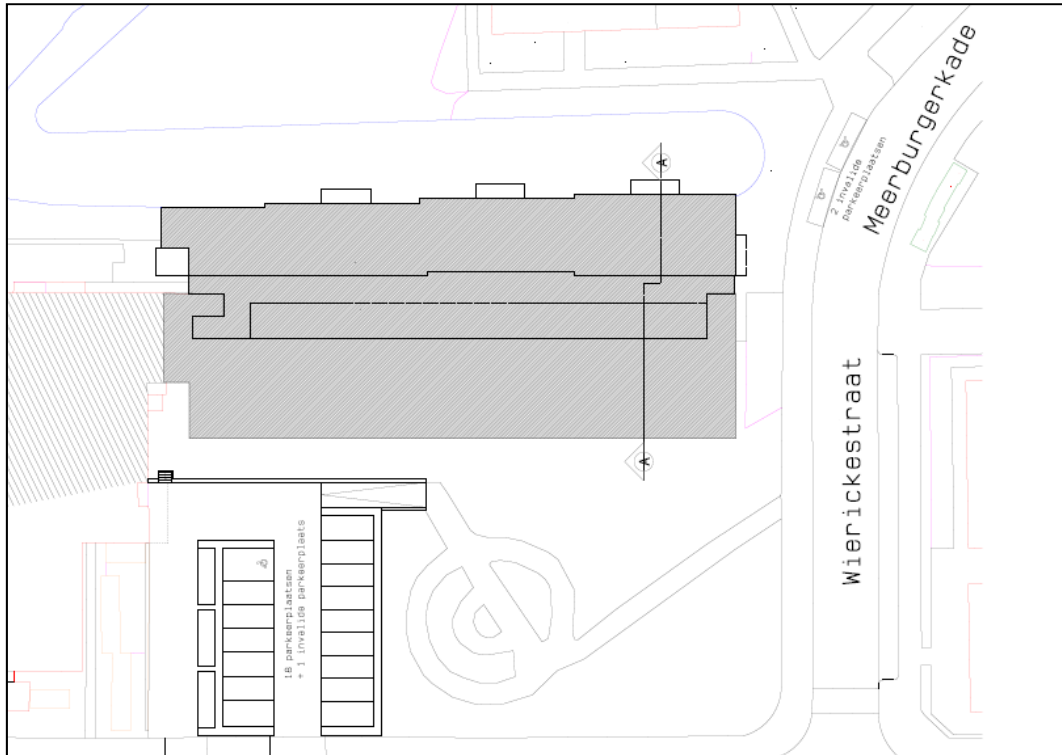 Meerburgerkade
2 invalide
parkeerplaatsen
A
A
Wierickestraat
18 parkeerplaatsen
+ 1 invalide parkeerplaats